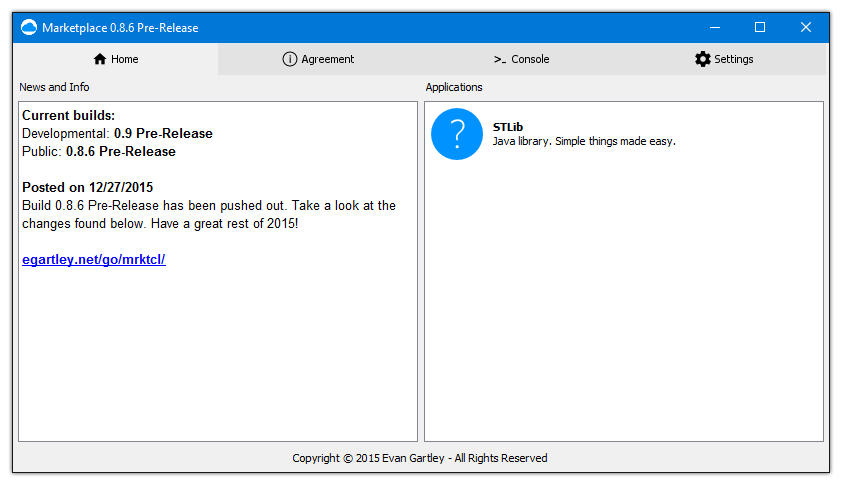 Marketplace 0.8.6 Pre-Release
Home
Agreement
>_ Console
Settings
News and Info
Applications
Current builds:
Developmental: 0.9 Pre-Release
Public: 0.8.6 Pre-Release
Posted on 12/27/2015
Build 0.8.6 Pre-Release has been pushed out. Take a look at the
changes found below. Have a great rest of 2015!
egartley.net/go/mrktcl/
?
STLib
Java library. Simple things made easy.
Copyright © 2015 Evan Gartley - All Rights Reserved